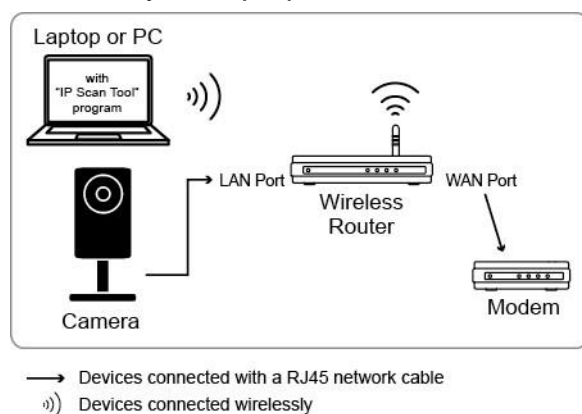 Laptop or PC
with
"IP Scan Tool"
program
LAN Port
WAN Port
Wireless
Router
Camera
Modem
Devices connected with a RJ45 network cable
Devices connected wirelessly